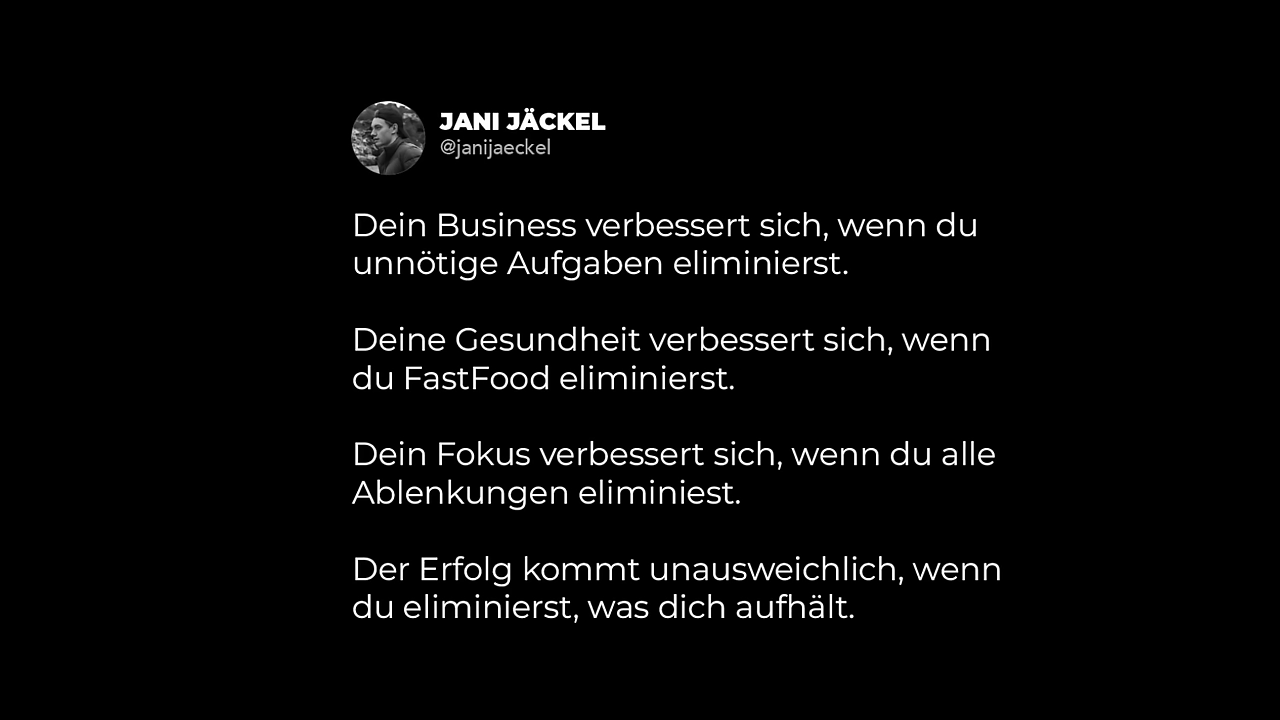 JANI JÄCKEL
@janijaeckel
Dein Business verbessert sich, wenn du
unnötige Aufgaben eliminierst.
Deine Gesundheit verbessert sich, wenn
du FastFood eliminierst.
Dein Fokus verbessert sich, wenn du alle
Ablenkungen eliminiest.
Der Erfolg kommt unausweichlich, wenn
du eliminierst, was dich aufhält.